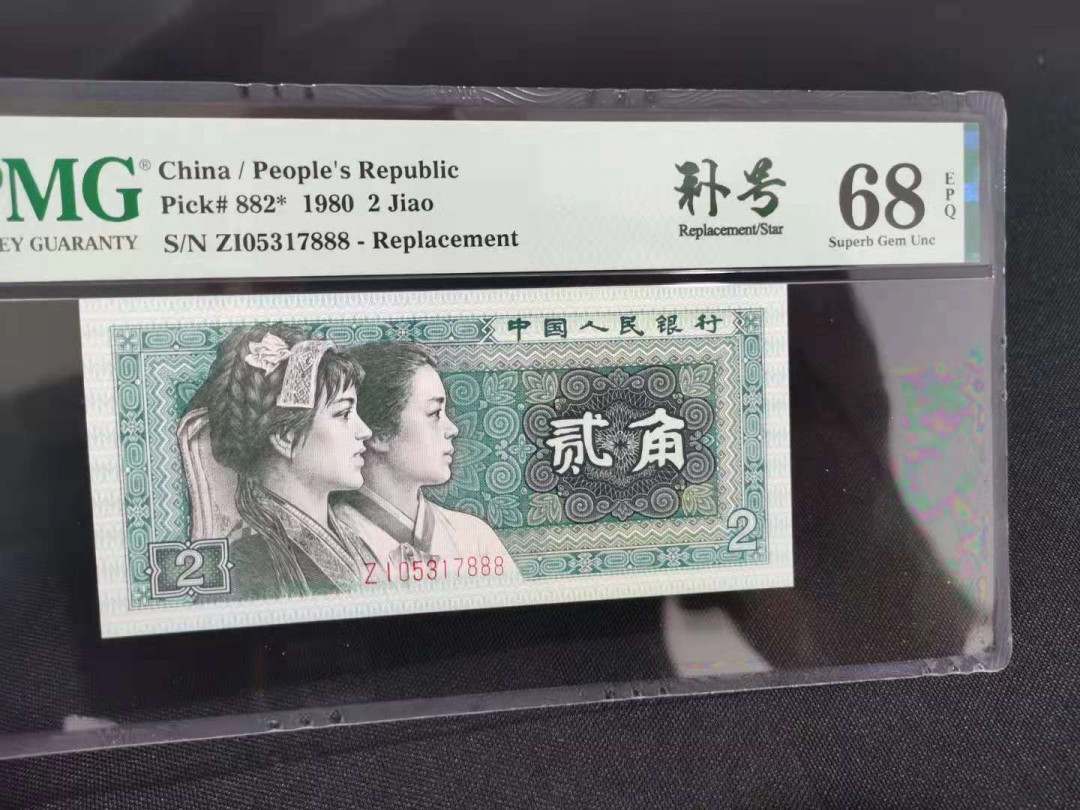 PMG®
EY GUARANTY
China / People's Republic
Pick# 882* 1980 2 Jiao
S/N ZI05317888 - Replacement
补号
Replacement/Star
68
EPQ
Superb Gem Unc
中国人民银行
贰角
2
2
ZI05317888